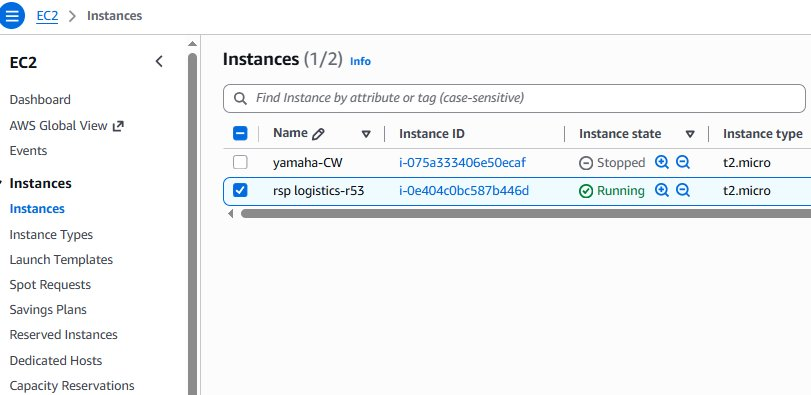 EC2 > Instances
EC2
Dashboard
AWS Global View
Events
Instances
Instances
Instance Types
Launch Templates
Spot Requests
Savings Plans
Reserved Instances
Dedicated Hosts
Capacity Reservations
Instances (1/2) Info
Find Instance by attribute or tag (case-sensitive)
Name Instance ID Instance state Instance type
yamaha-CW i-075a333406e50ecaf Stopped t2.micro
rsp logistics-r53 i-0e404c0bc587b446d Running t2.micro